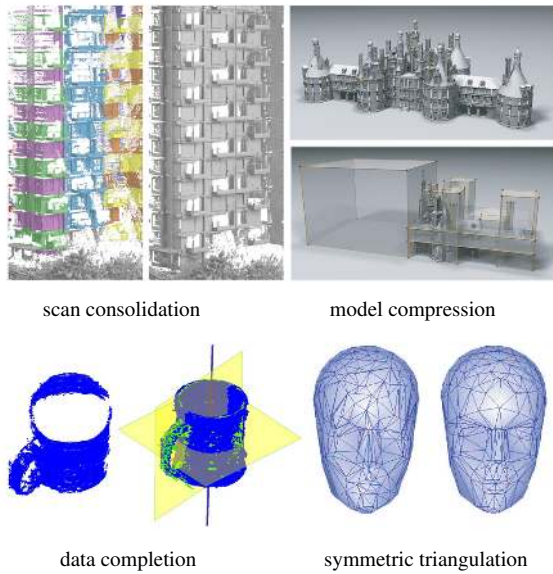 scan consolidation
model compression
data completion
symmetric triangulation